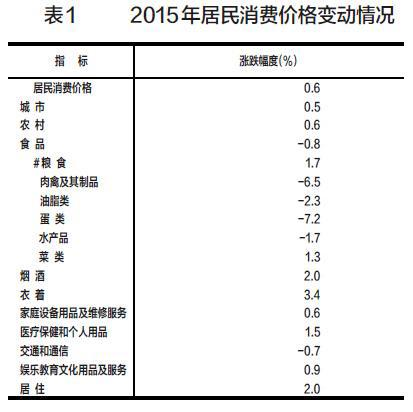 表1 2015年居民消费价格变动情况
指 标 涨跌幅度(%)
居民消费价格 0.6
城 市 0.5
农 村 0.6
食 品 -0.8
#粮 食 1.7
肉禽及其制品 -6.5
油脂类 -2.3
蛋 类 -7.2
水产品 -1.7
菜 类 1.3
烟 酒 2.0
衣 着 3.4
家庭设备用品及维修服务 0.6
医疗保健和个人用品 1.5
交通和通信 -0.7
娱乐教育文化用品及服务 0.9
居 住 2.0